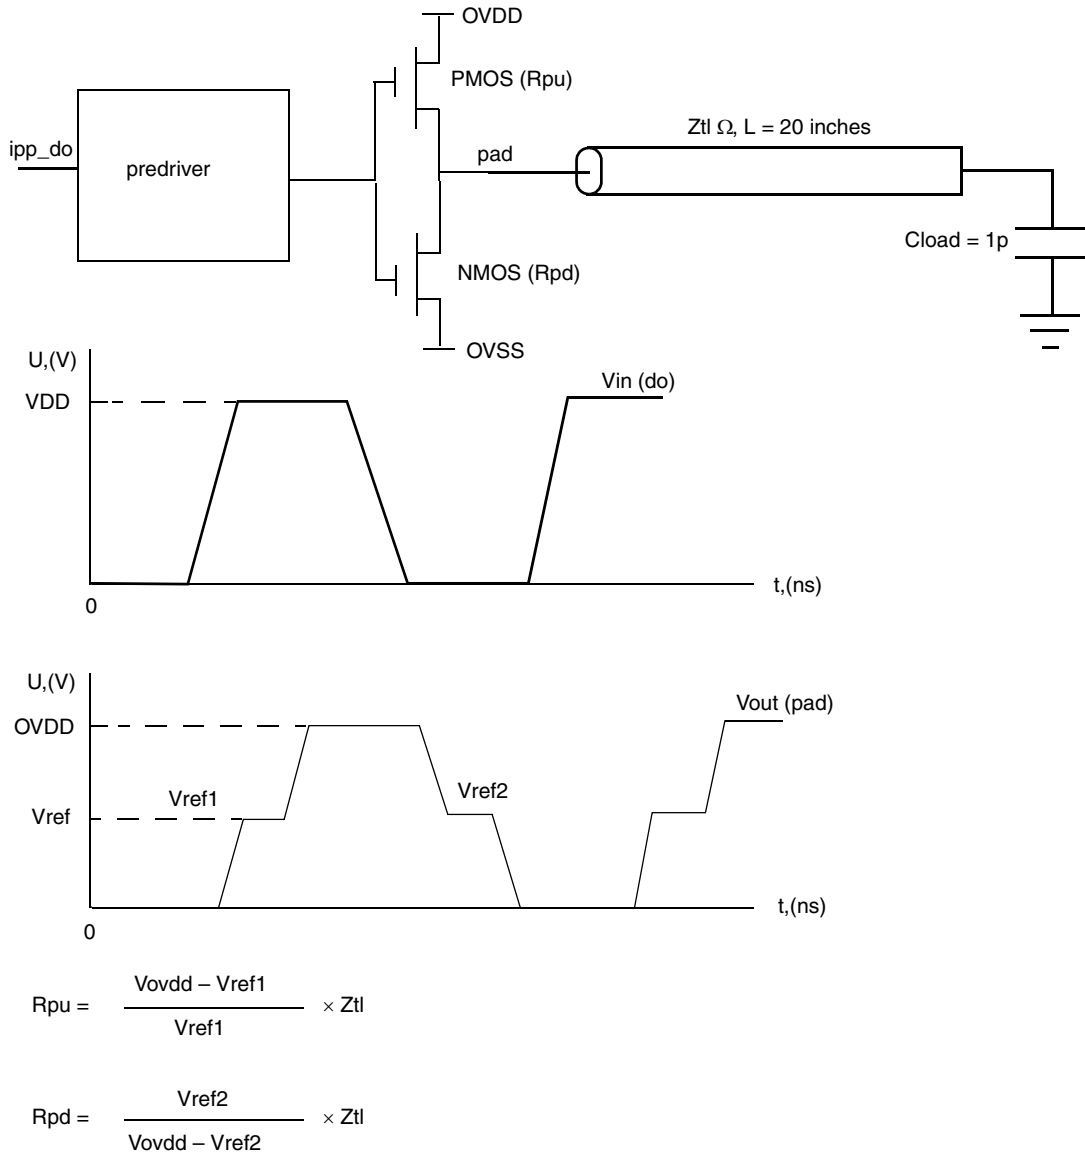 OVDD
PMOS (Rpu)
Ztl Ω, L = 20 inches
ipp_do
predriver
pad
Cload = 1p
NMOS (Rpd)
OVSS
U,(V)
VDD
Vin (do)
t,(ns)
0
U,(V)
OVDD
Vout (pad)
Vref1
Vref2
Vref
t,(ns)
0
Vovdd – Vref1
Rpu = × Ztl
Vref1
Vref2
Rpd = × Ztl
Vovdd – Vref2